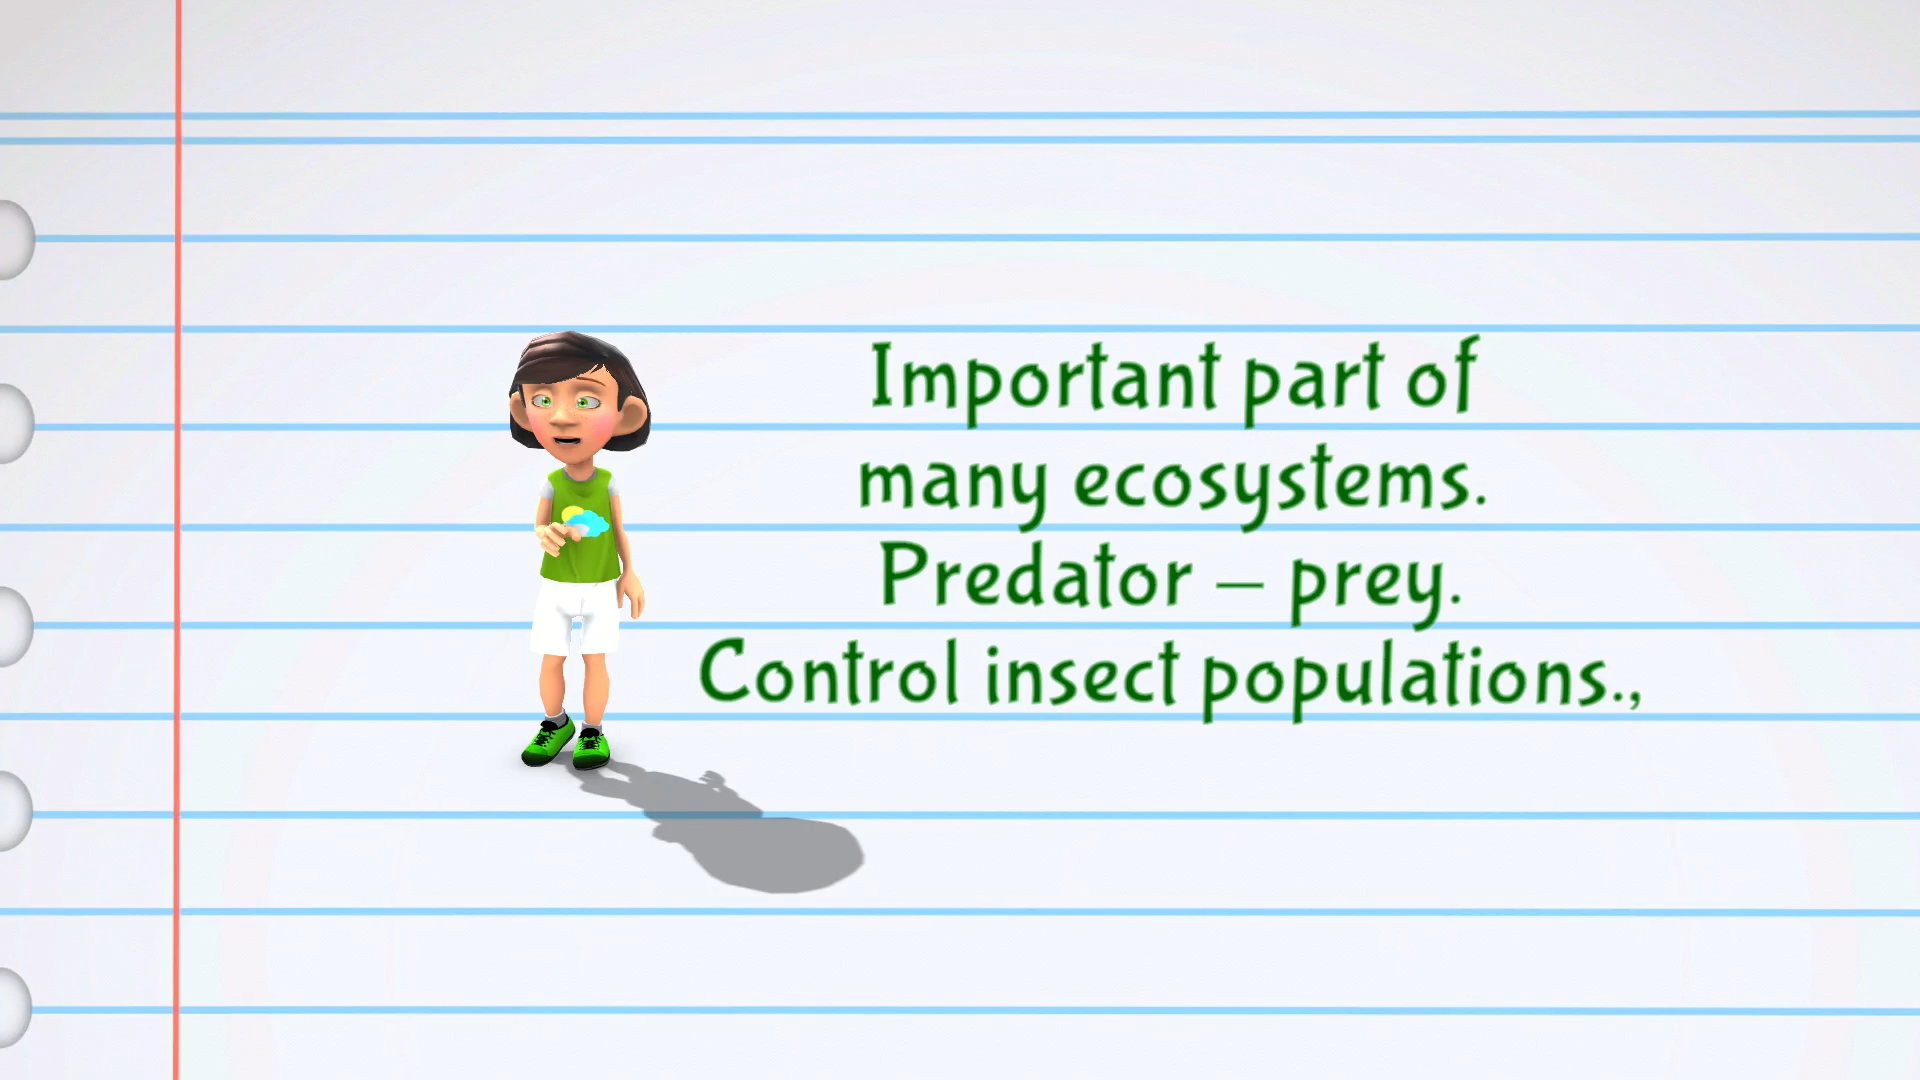 Important part of
many ecosystems.
Predator – prey.
Control insect populations.,